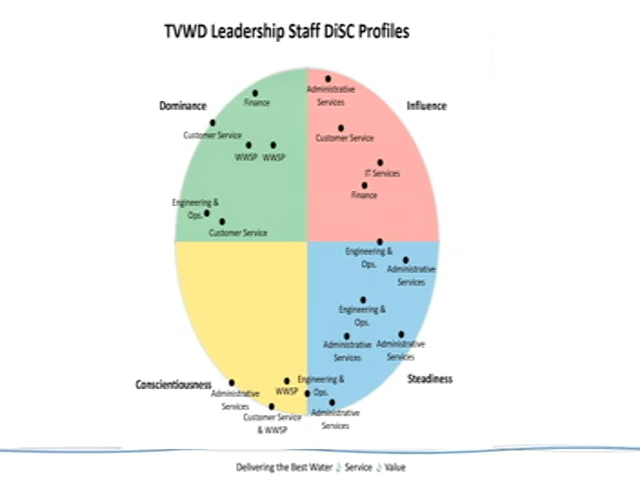 TVWD Leadership Staff DiSC Profiles
Dominance
Influence
Finance
Administrative
Services
Customer Service
Customer Service
WWSP
WWSP
IT Services
Finance
Engineering &
Ops.
Customer Service
Engineering &
Ops.
Administrative
Services
Engineering &
Ops.
Administrative
Services
Administrative
Services
Conscientiousness
Steadiness
Administrative
Services
WWSP
Engineering &
Ops.
Customer Service
& WWSP
Administrative
Services
Delivering the Best Water Service Value